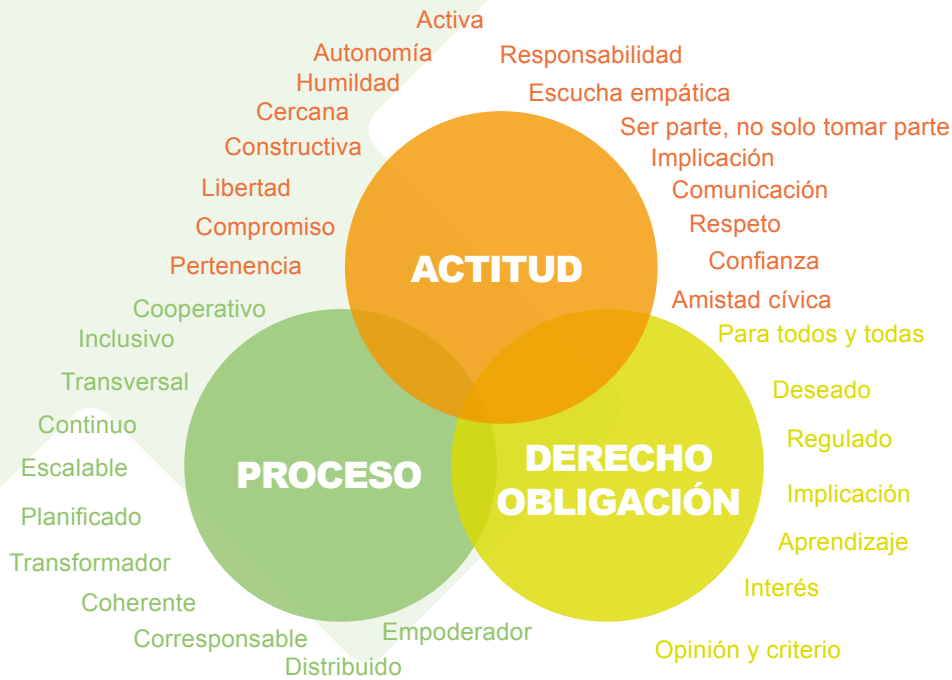 Activa
Autonomía
Humildad
Cercana
Constructiva
Libertad
Compromiso
Pertenencia
Responsabilidad
Escucha empática
Ser parte, no solo tomar parte
Implicación
Comunicación
Respeto
Confianza
Amistad cívica
ACTITUD
Cooperativo
Inclusivo
Transversal
Continuo
Escalable
Planificado
Transformador
Coherente
Corresponsable
Distribuido
Empoderador
PROCESO
DERECHO
OBLIGACIÓN
Para todos y todas
Deseado
Regulado
Implicación
Aprendizaje
Interés
Opinión y criterio